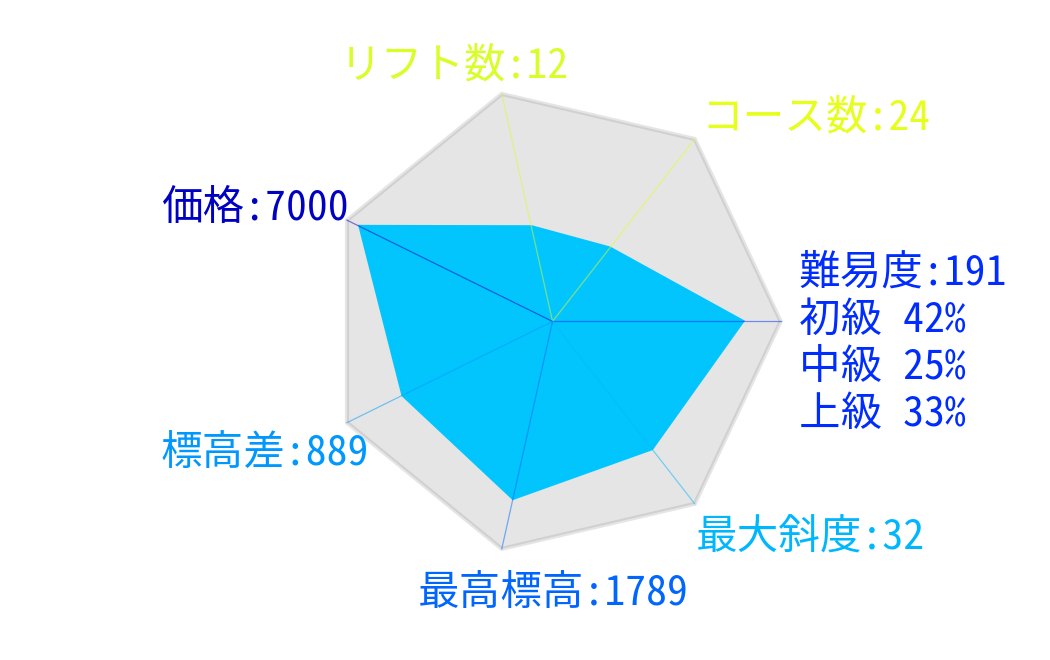 リフト数:12
コース数:24
価格:7000
難易度:191
初級 42%
中級 25%
上級 33%
標高差:889
最大斜度:32
最高標高:1789